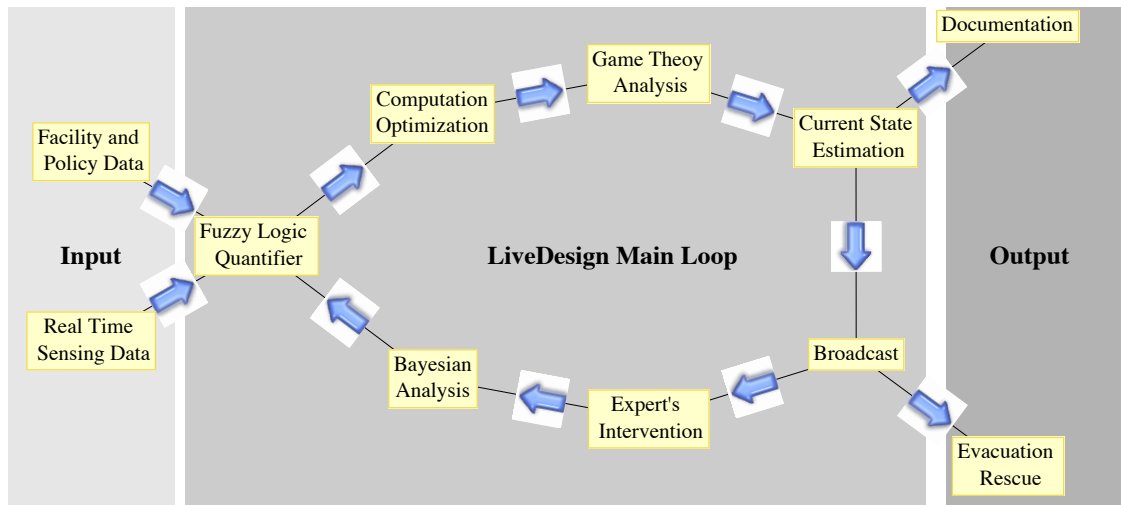 Documentation
Game Theoy
Analysis
Computation
Optimization
Current State
Estimation
Facility and
Policy Data
Fuzzy Logic
Quantifier
Input
LiveDesign Main Loop
Output
Real Time
Sensing Data
Bayesian
Analysis
Broadcast
Expert's
Intervention
Evacuation
Rescue